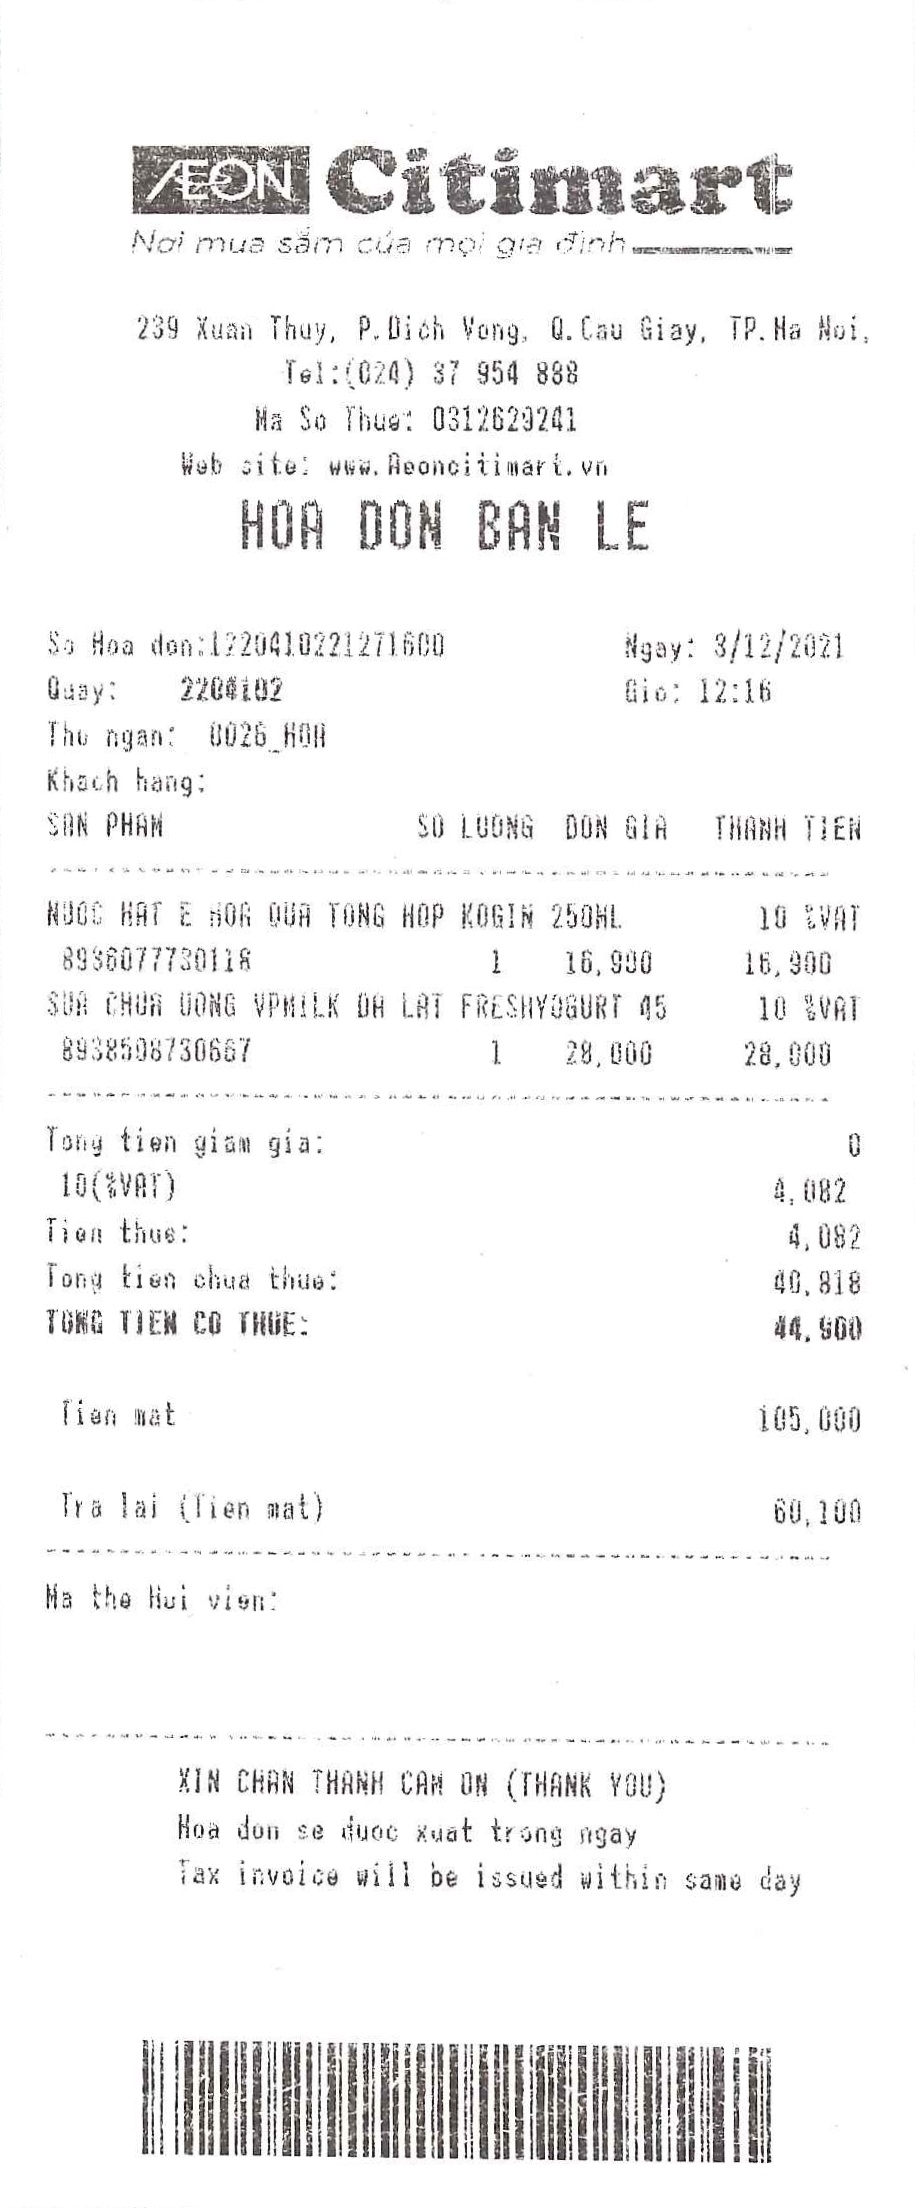 ÆON Citimart
Nơi mua sắm của mọi gia đình
239 Xuan Thuy, P.Dich Vong, Q.Cau Giay, TP.Ha Noi,
Tel:(024) 37 954 888
Ma So Thue: 0312629241
Web site: www.Aeoncitimart.vn
HOA DON BAN LE
So Hoa don:1220410221271600 Ngay: 3/12/2021
Quay: 2204102 Gio: 12:16
Thu ngan: 0026_HOA
Khach hang:
SAN PHAM SO LUONG DON GIA THANH TIEN
NUOC HAT E HOA QUA TONG HOP KOGIN 250ML 10 %VAT
8936077730118 1 16,900 16,900
SUA CHUA UONG VPMILK DA LAT FRESHYOGURT 45 10 %VAT
8938508730667 1 28,000 28,000
Tong tien giam gia: 0
10(%VAT) 4,082
Tien thue: 4,082
Tong tien chua thue: 40,818
TONG TIEN CO THUE: 44,900
Tien mat 105,000
Tra lai (Tien mat) 60,100
Ma the Hoi vien:
XIN CHAN THANH CAM ON (THANK YOU)
Hoa don se duoc xuat trong ngay
Tax invoice will be issued within same day